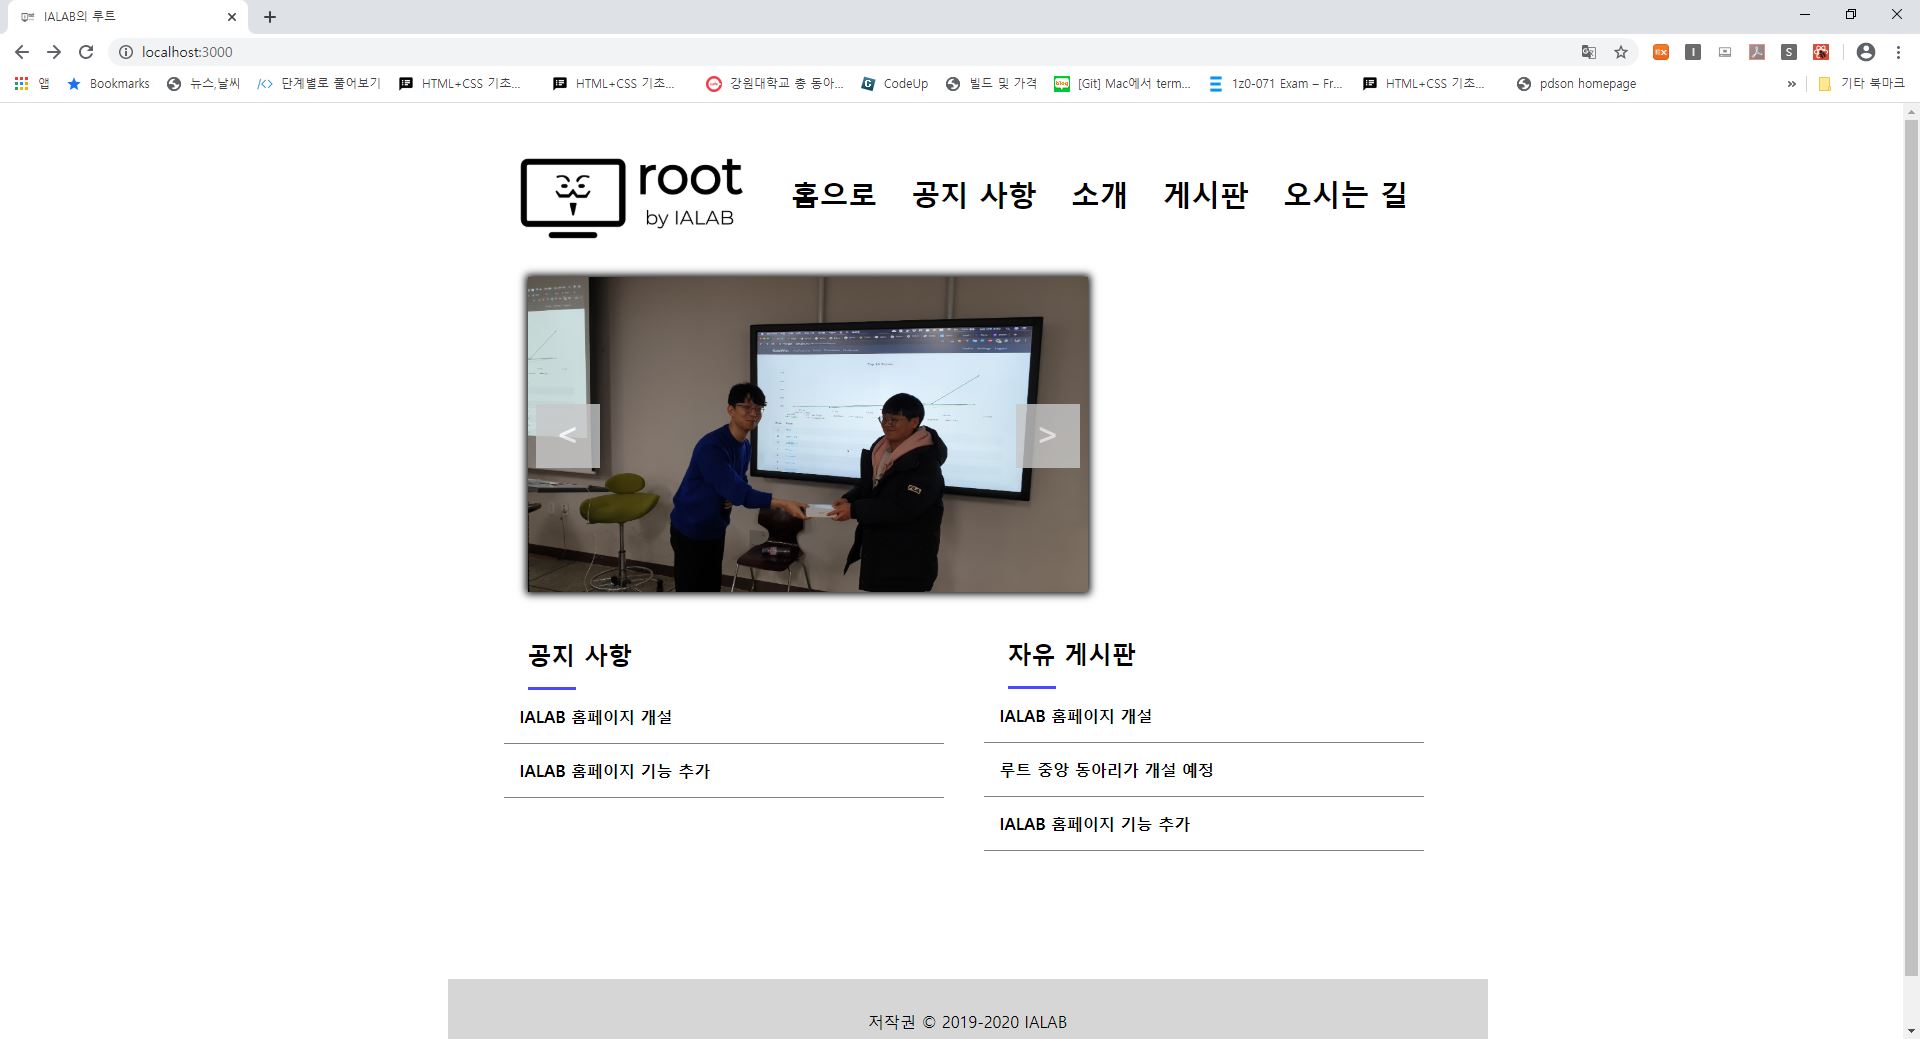 IALAB의 루트
localhost:3000
앱
Bookmarks
뉴스,날씨
단계별로 풀어보기
HTML+CSS 기초...
HTML+CSS 기초...
강원대학교 총 동아...
CodeUp
빌드 및 가격
[Git] Mac에서 term...
1z0-071 Exam – Fr...
HTML+CSS 기초...
pdson homepage
»
기타 북마크
root
by IALAB
홈으로 공지 사항 소개 게시판 오시는 길
< >
공지 사항
IALAB 홈페이지 개설
IALAB 홈페이지 기능 추가
자유 게시판
IALAB 홈페이지 개설
루트 중앙 동아리가 개설 예정
IALAB 홈페이지 기능 추가
저작권 © 2019-2020 IALAB